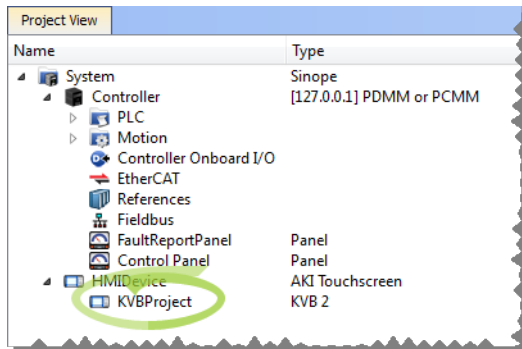 Project View
Name Type
System Sinope
Controller [127.0.0.1] PDMM or PCMM
PLC
Motion
Controller Onboard I/O
EtherCAT
References
Fieldbus
FaultReportPanel Panel
Control Panel Panel
HMIDevice AKI Touchscreen
KVBProject KVB 2